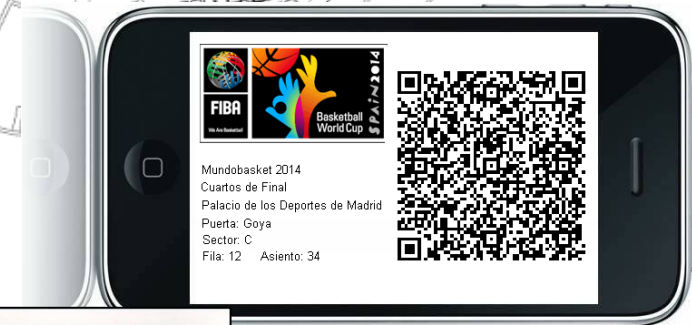 FIBA
We Are Basketball
Basketball
World Cup
SPAiN2014
Mundobasket 2014
Cuartos de Final
Palacio de los Deportes de Madrid
Puerta: Goya
Sector: C
Fila: 12 Asiento: 34